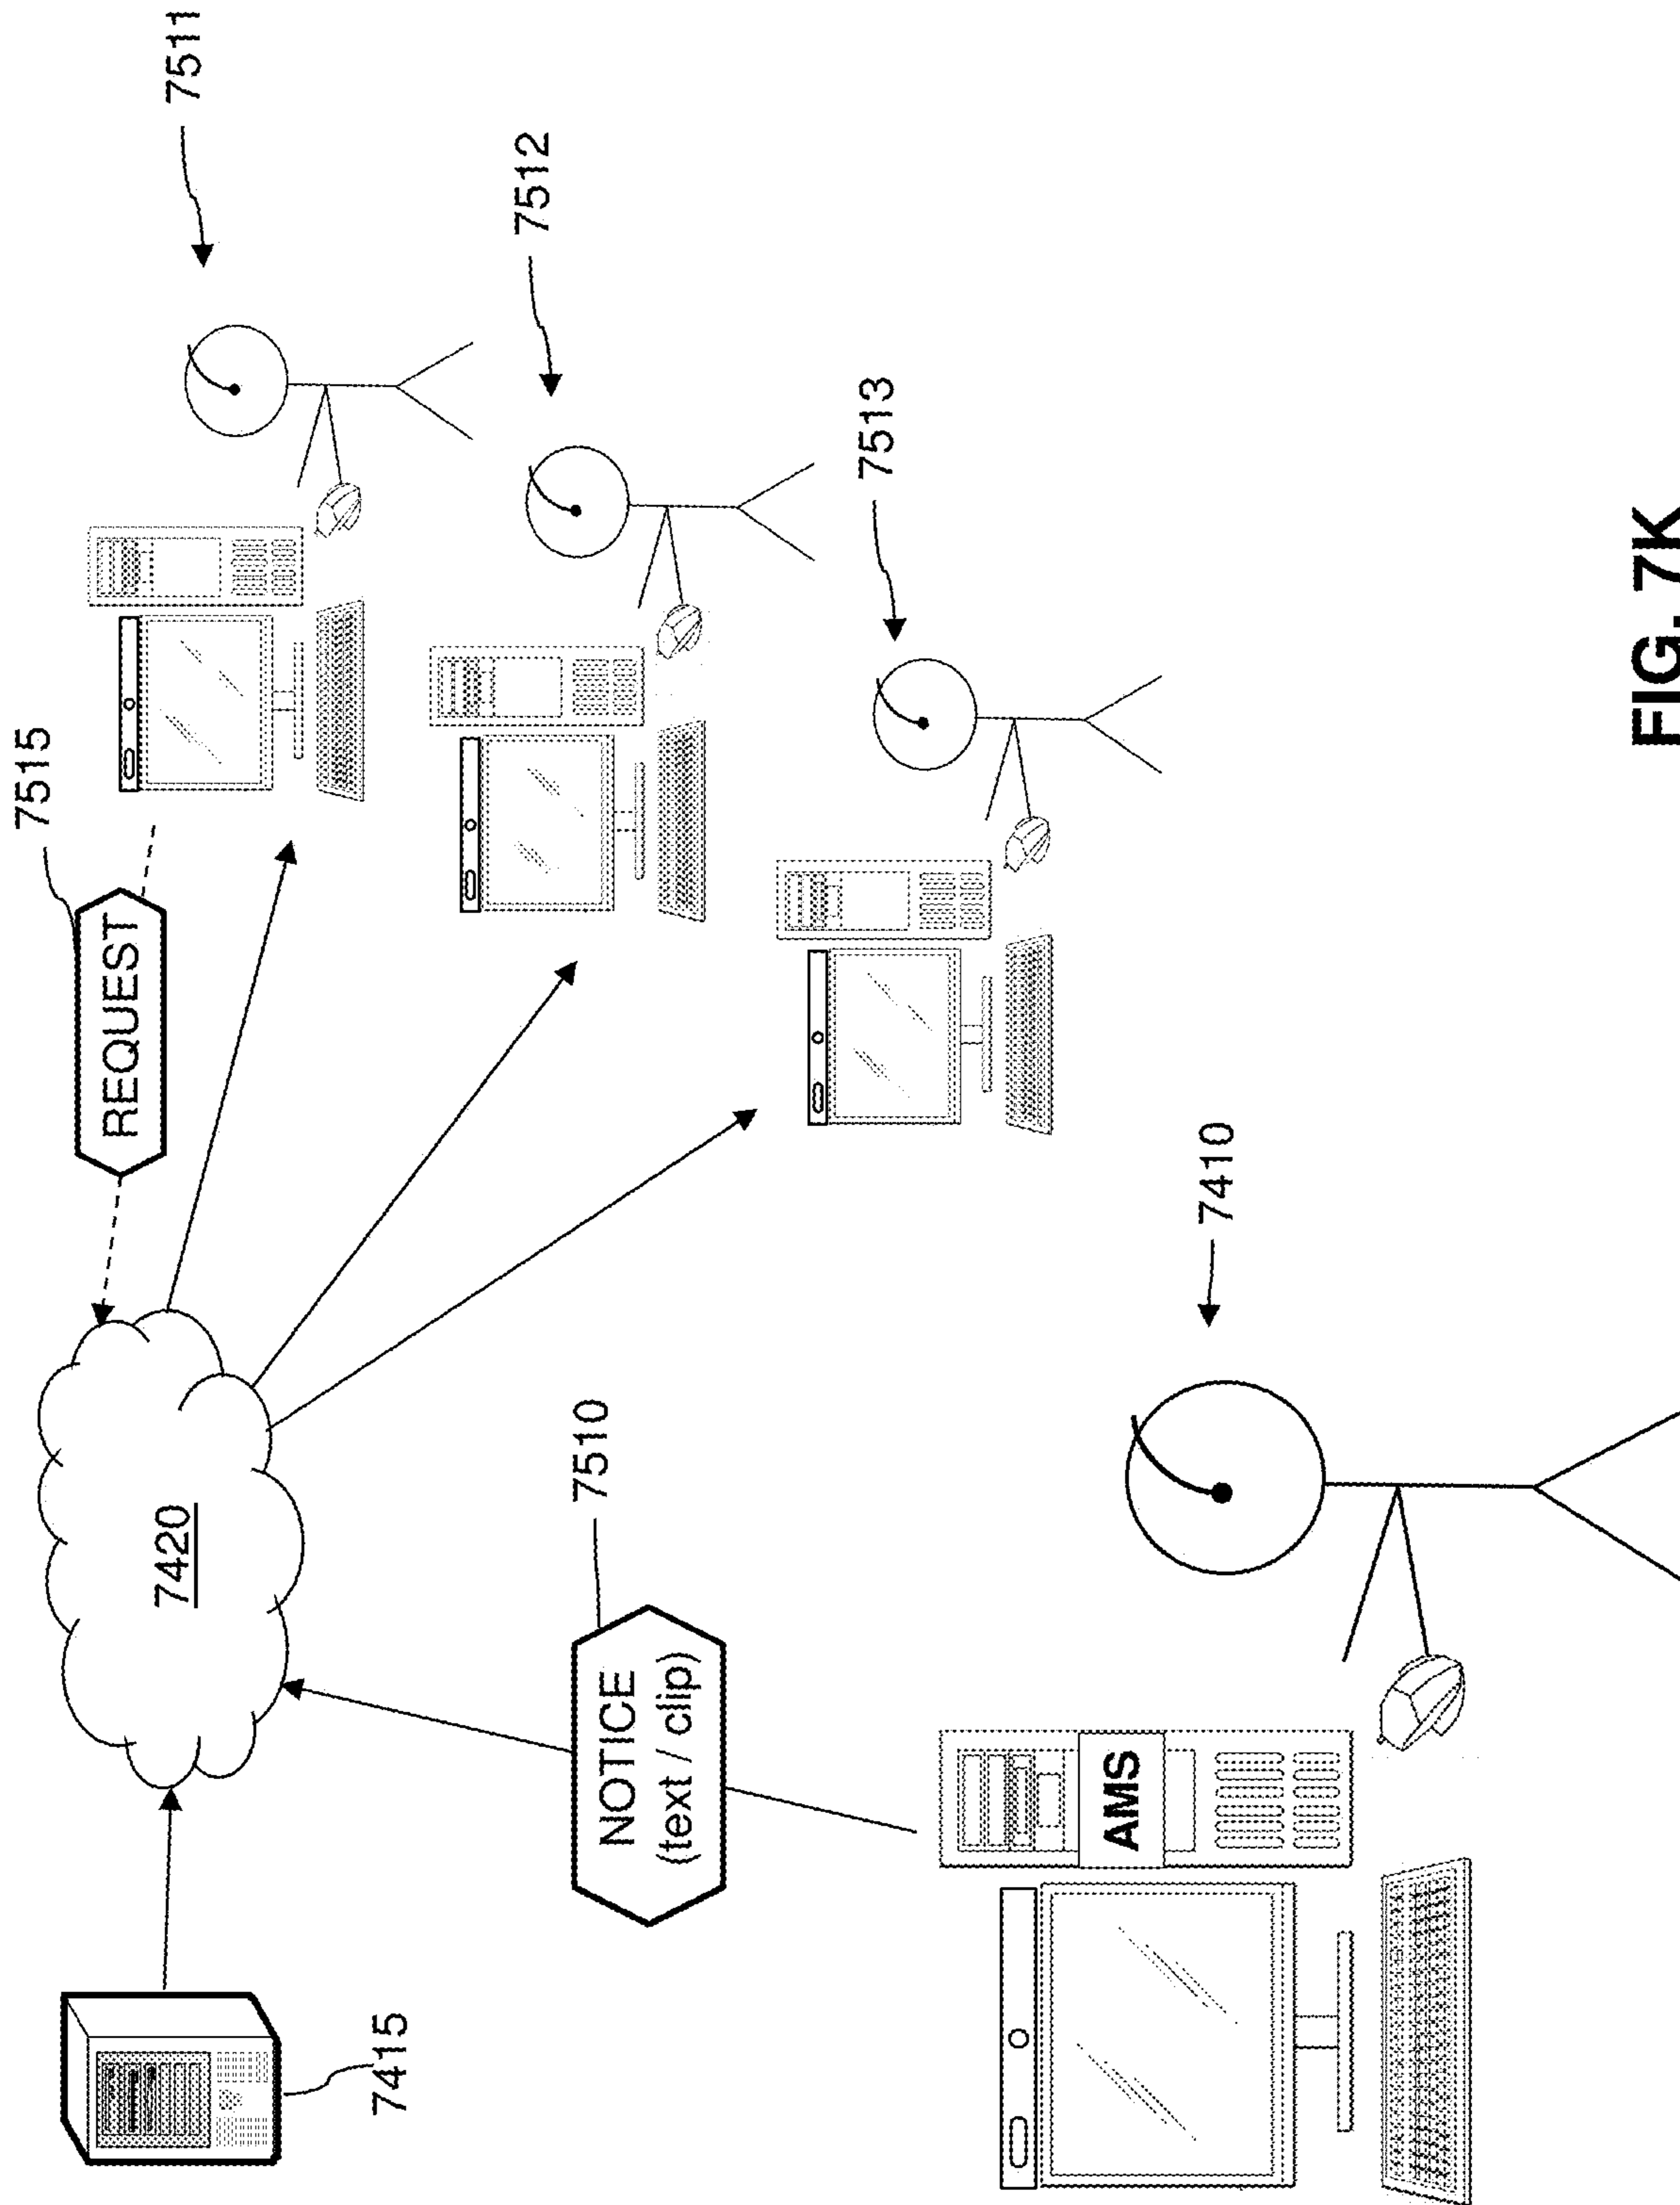 7415
7420
7515
REQUEST
7511
7510
NOTICE
(text / clip)
7512
7513
AMS
7410
FIG. 7K